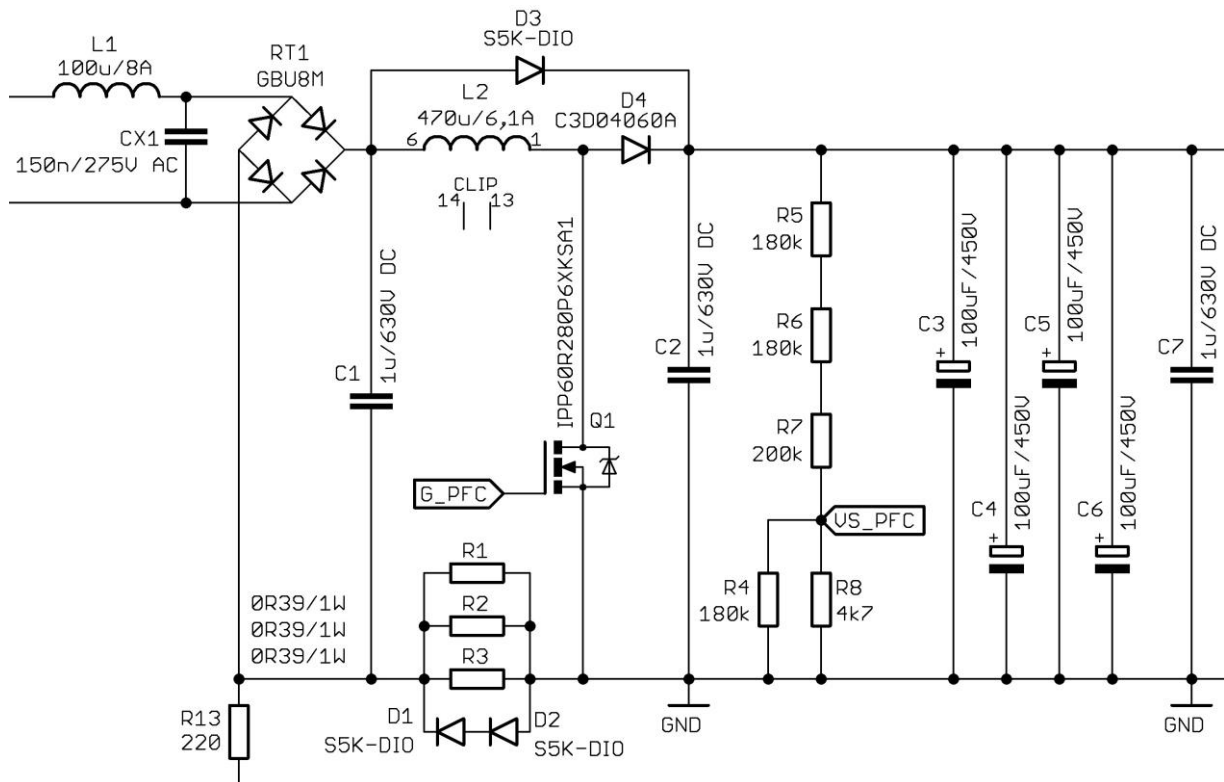 L1
100u/8A
CX1
150n/275V AC
RT1
GBU8M
D3
S5K-DIO
L2
470u/6,1A
6
1
CLIP
14
13
D4
C3D04060A
C1
1u/630V DC
IPP60R280P6XKSA1
Q1
G_PFC
C2
1u/630V DC
R5
180k
R6
180k
R7
200k
VS_PFC
R4
180k
R8
4k7
C3
+
100uF/450V
C4
+
100uF/450V
C5
+
100uF/450V
C6
+
100uF/450V
C7
1u/630V DC
R1
R2
R3
0R39/1W
0R39/1W
0R39/1W
R13
220
D1
S5K-DIO
D2
S5K-DIO
GND
GND